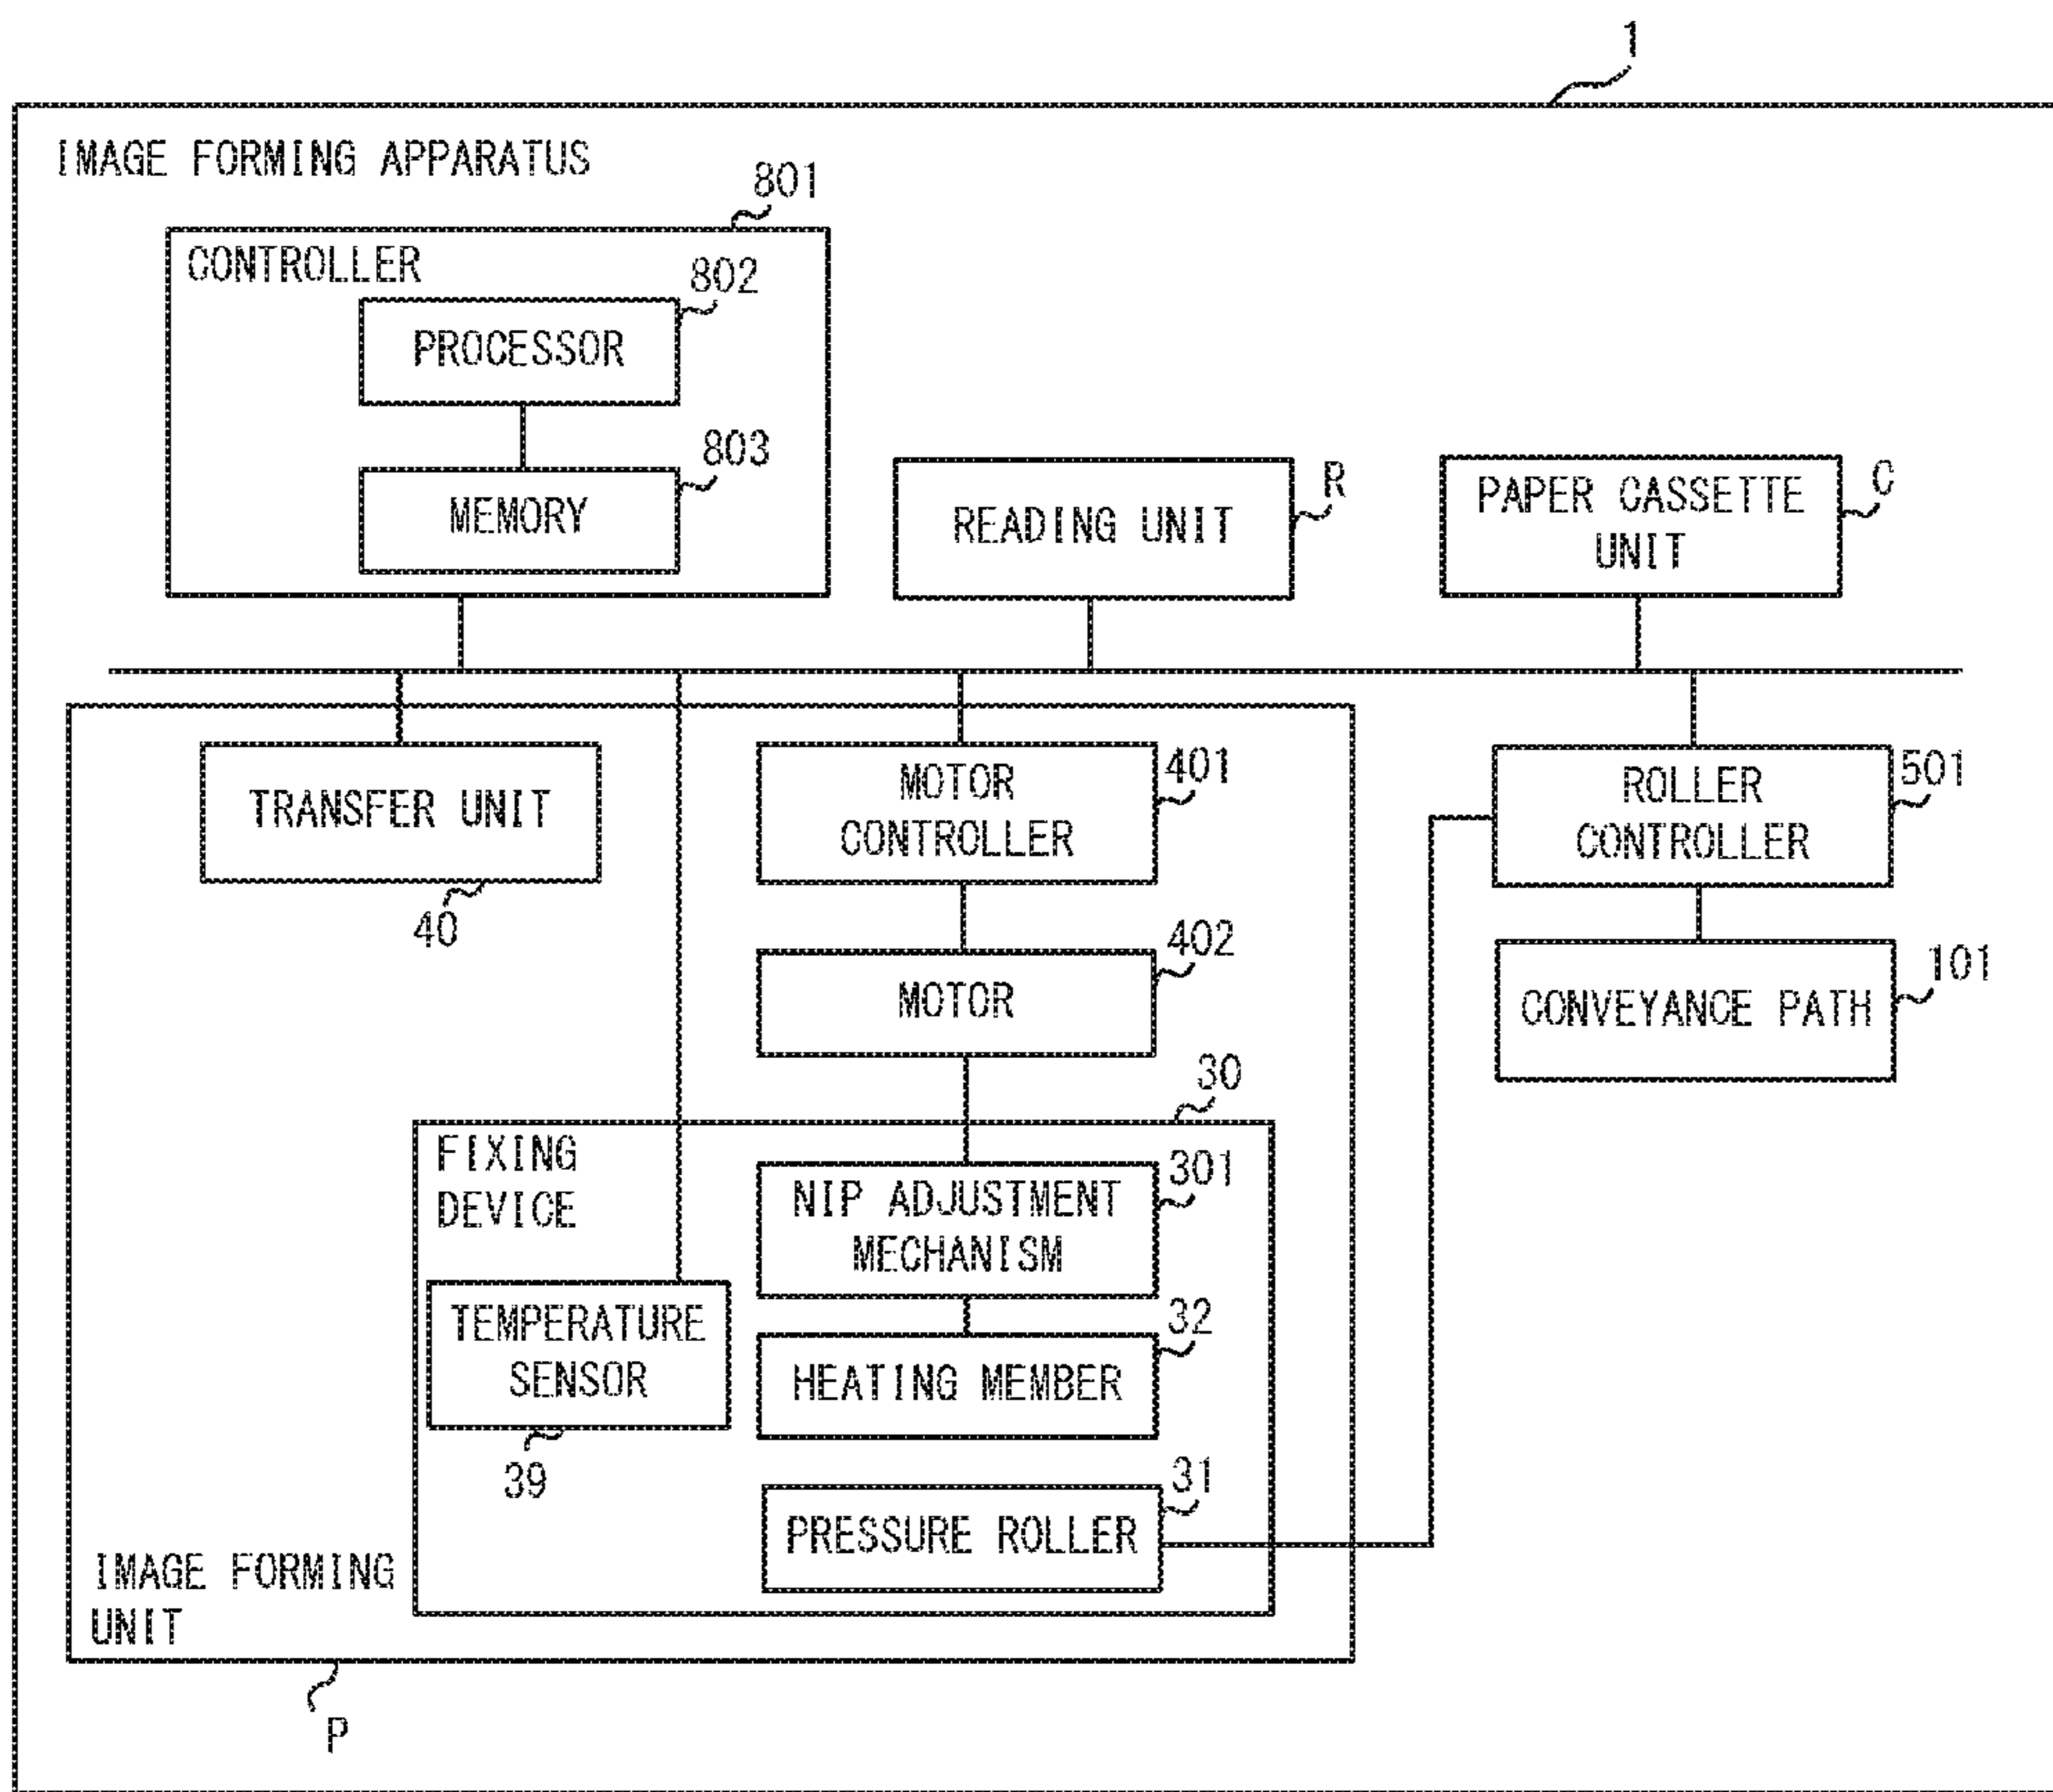 1
IMAGE FORMING APPARATUS
801
CONTROLLER
802
PROCESSOR
803
MEMORY
READING UNIT
R
PAPER CASSETTE
UNIT
C
TRANSFER UNIT
40
MOTOR
CONTROLLER
401
ROLLER
CONTROLLER
501
MOTOR
402
CONVEYANCE PATH
101
30
FIXING
DEVICE
NIP ADJUSTMENT
MECHANISM
301
TEMPERATURE
SENSOR
39
HEATING MEMBER
32
PRESSURE ROLLER
31
IMAGE FORMING
UNIT
P